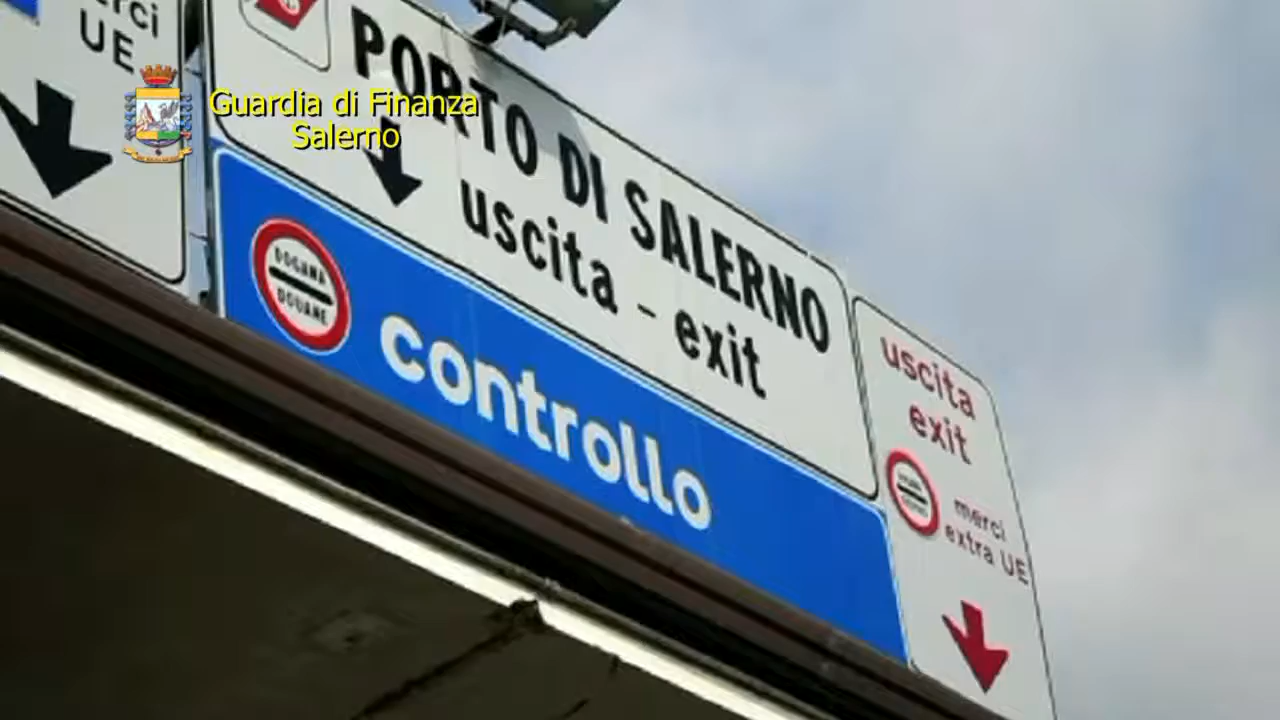 merci
UE
Guardia di Finanza
Salerno
PORTO DI SALERNO
uscita - exit
DOGANA
DOUANE
controllo
uscita
exit
merci
extra UE